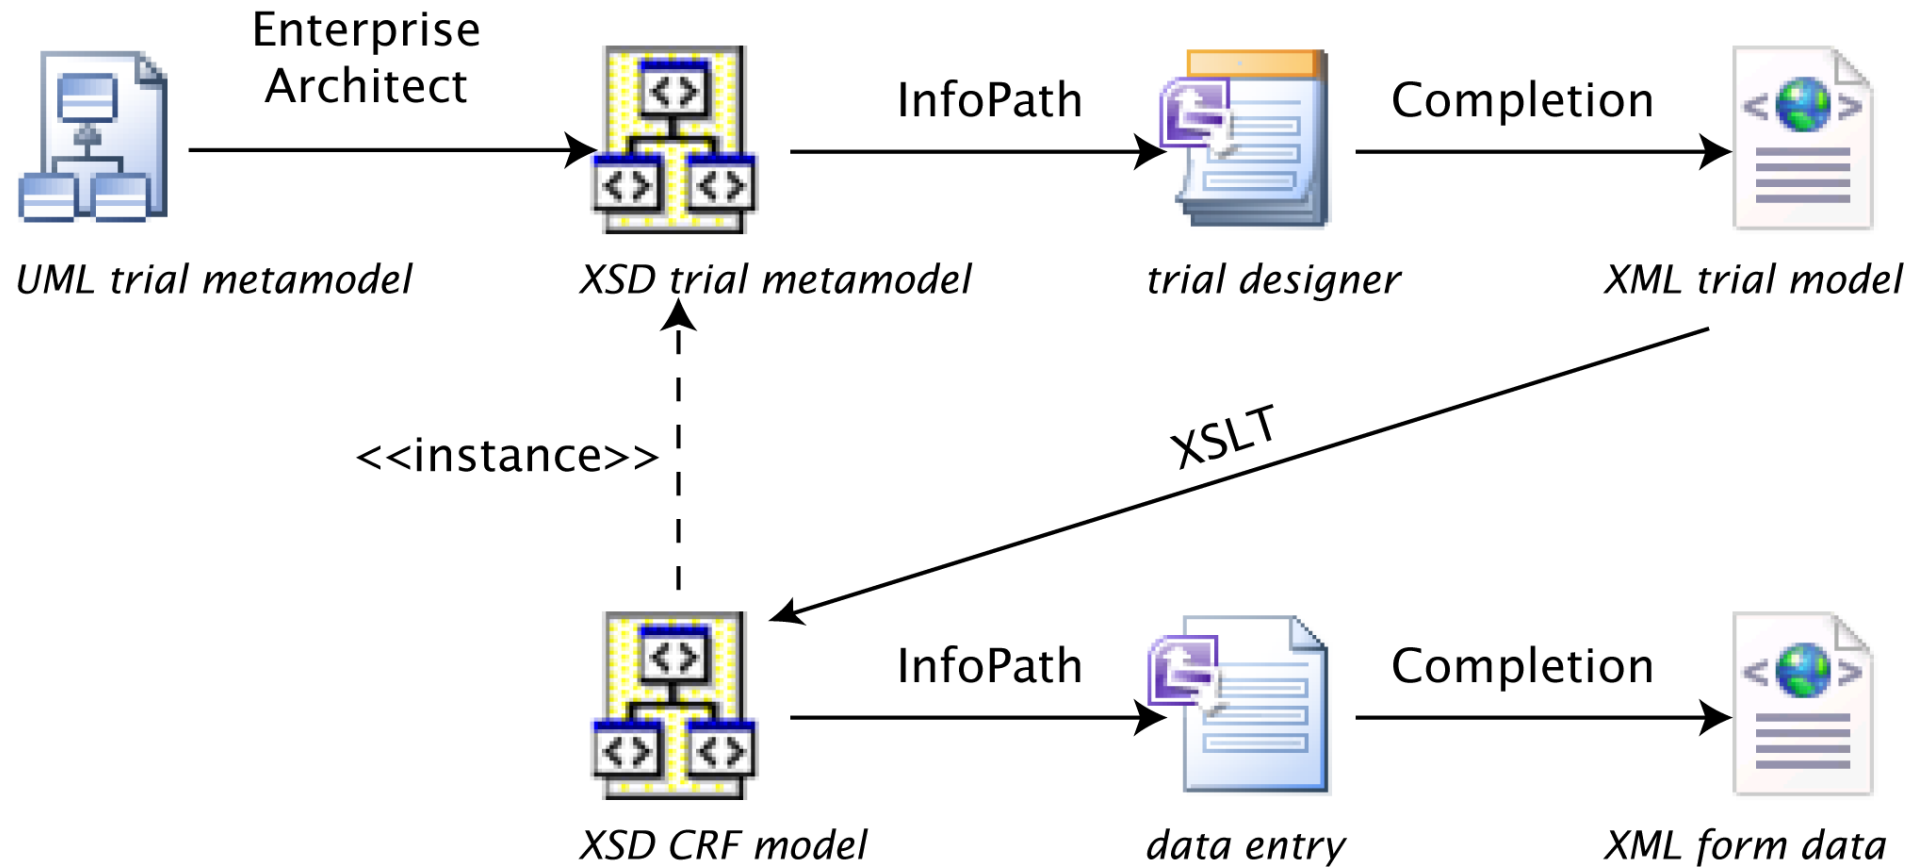 Enterprise
Architect
InfoPath
Completion
UML trial metamodel
XSD trial metamodel
trial designer
XML trial model
<<instance>>
XSLT
InfoPath
Completion
XSD CRF model
data entry
XML form data